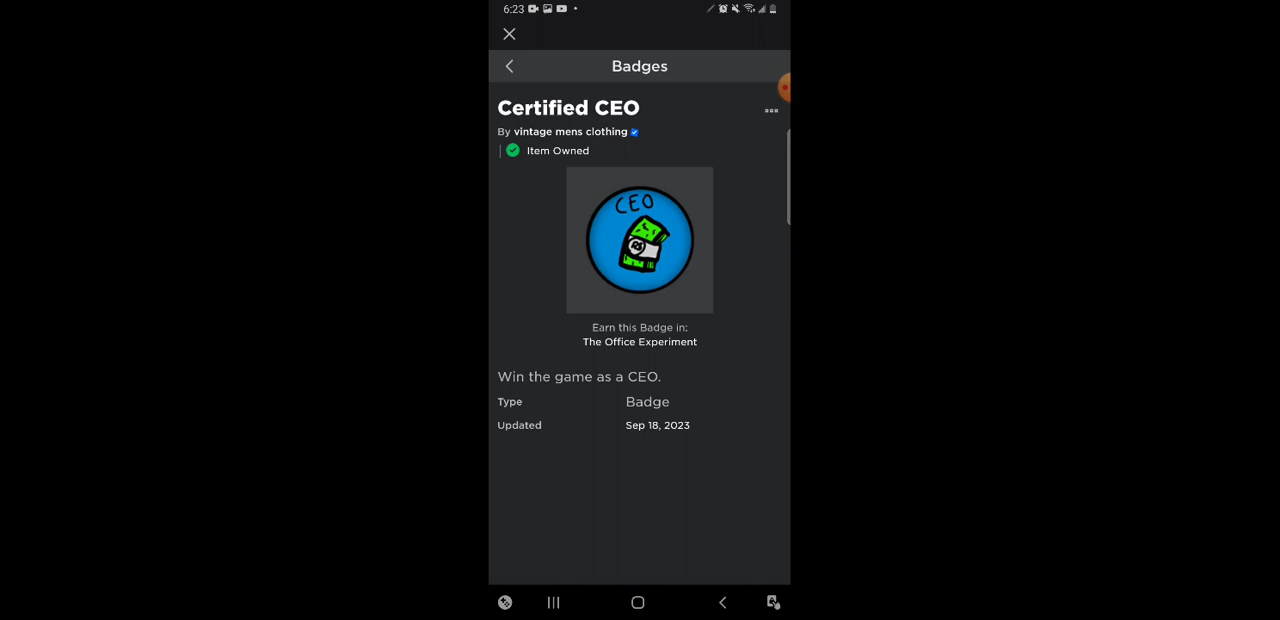 6:23
Badges
Certified CEO
By vintage mens clothing
Item Owned
CEO
R$
Earn this Badge in:
The Office Experiment
Win the game as a CEO.
Type Badge
Updated Sep 18, 2023